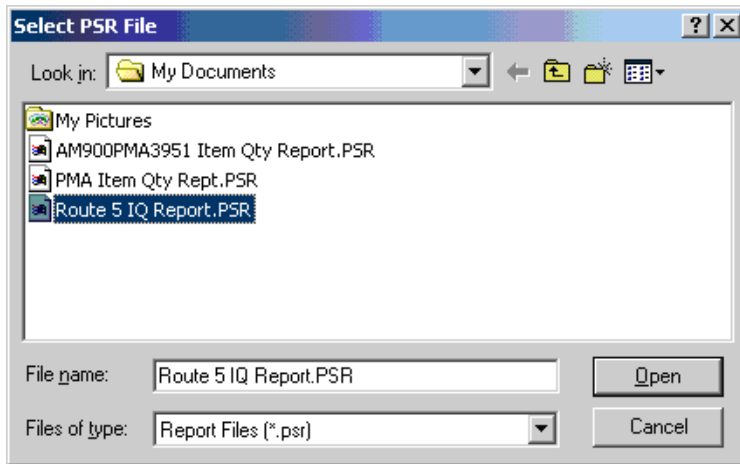 Select PSR File
Look in: My Documents
My Pictures
AM900PMA3951 Item Qty Report.PSR
PMA Item Qty Rept.PSR
Route 5 IQ Report.PSR
File name: Route 5 IQ Report.PSR Open
Files of type: Report Files (*.psr) Cancel